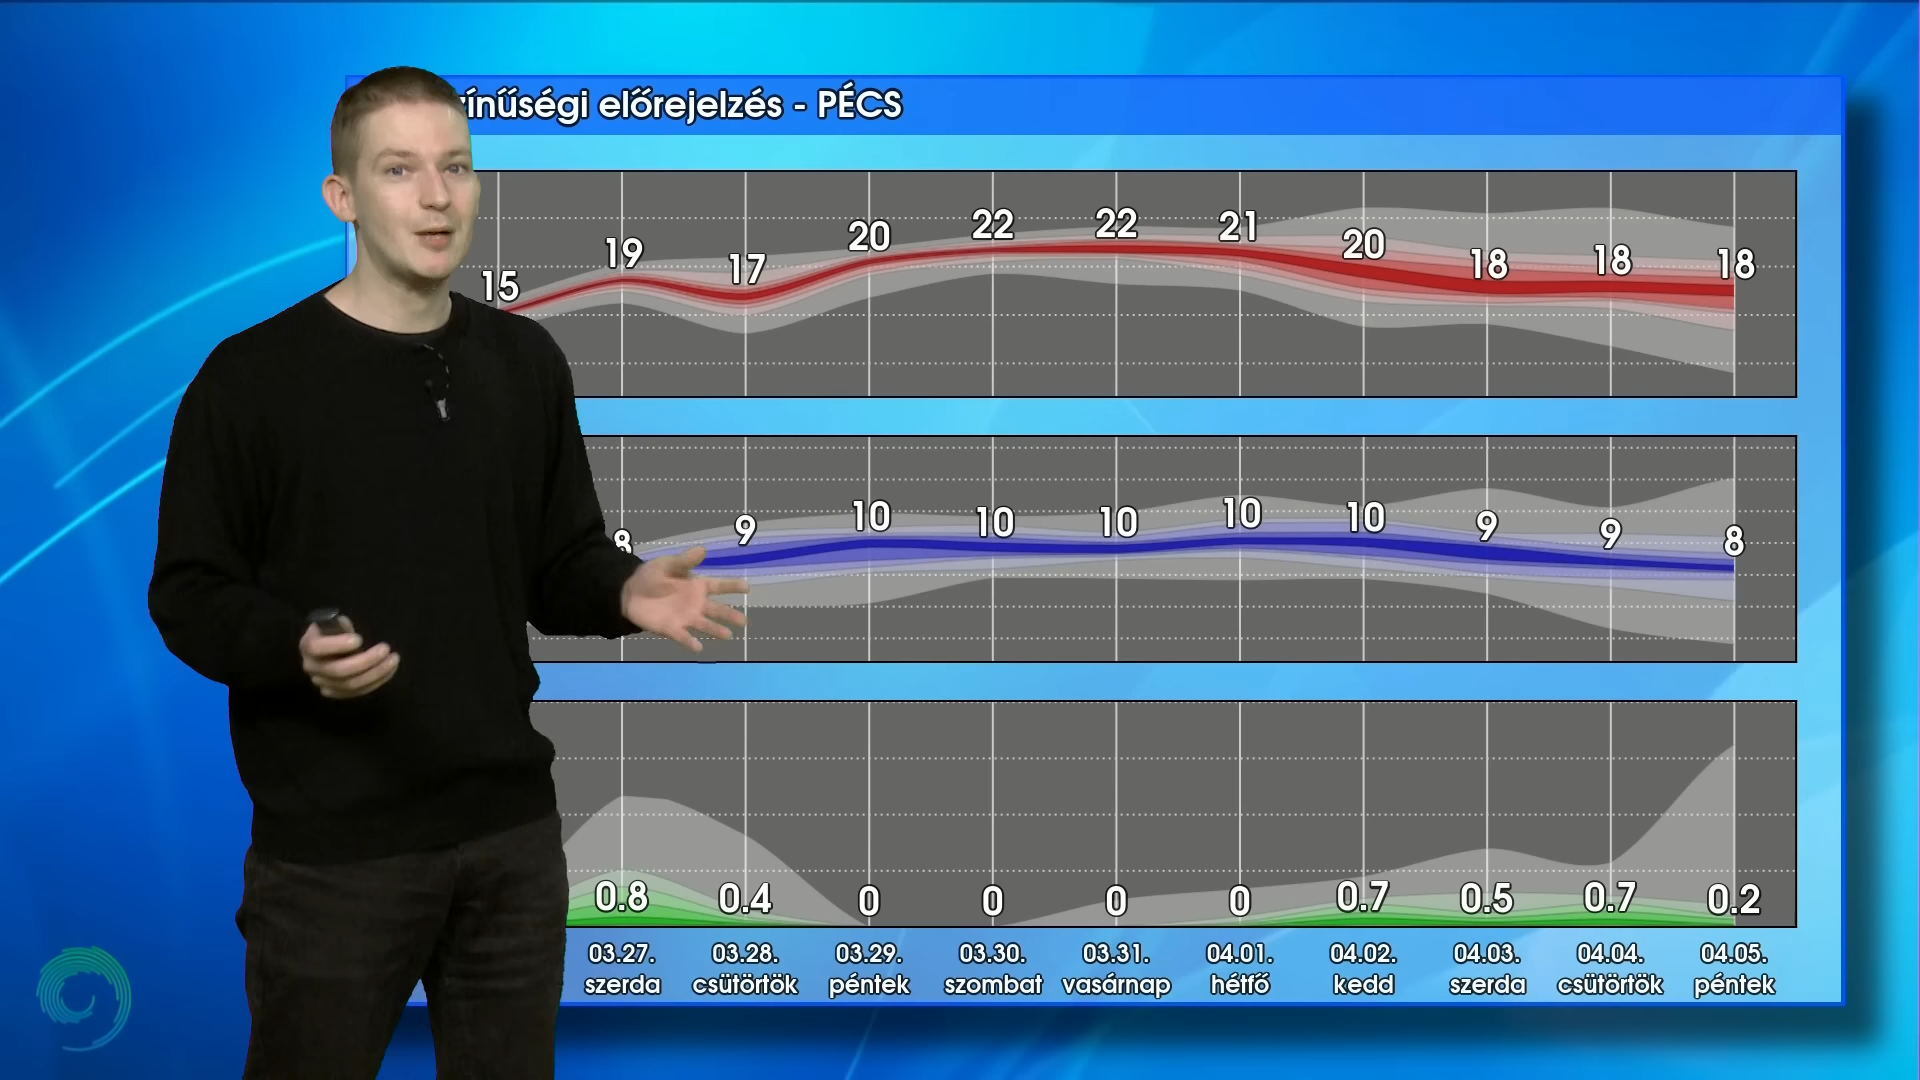 előrejelzés - PÉCS
15 19 17 20 22 22 21 20 18 18 18
8 9 10 10 10 10 10 9 9 8
0.8 0.4 0 0 0 0 0.7 0.5 0.7 0.2
03.27. 03.28. 03.29. 03.30. 03.31. 04.01. 04.02. 04.03. 04.04. 04.05.
szerda csütörtök péntek szombat vasárnap hétfő kedd szerda csütörtök péntek